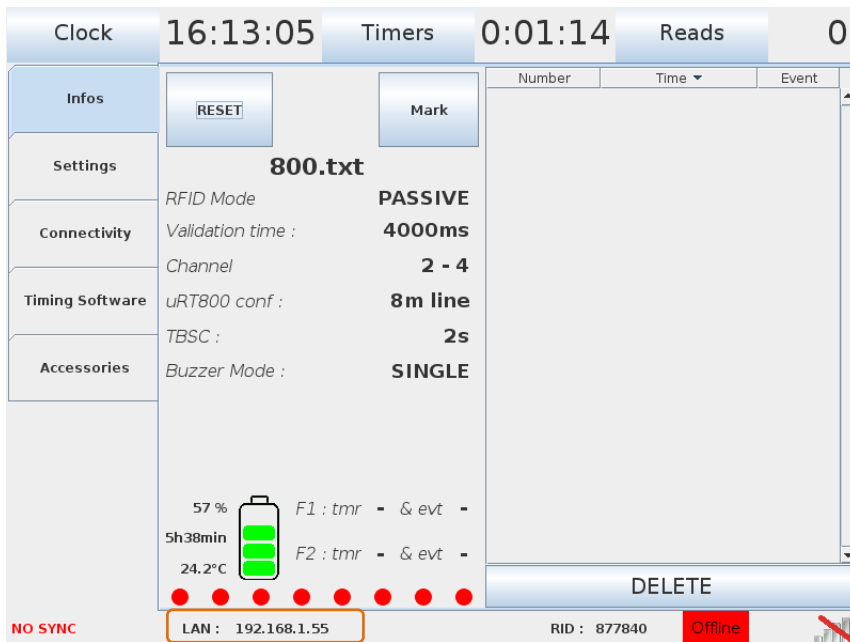 Clock 16:13:05 Timers 0:01:14 Reads 0
Infos
Settings
Connectivity
Timing Software
Accessories
RESET Mark
800.txt
RFID Mode PASSIVE
Validation time : 4000ms
Channel 2 - 4
uRT800 conf : 8m line
TBSC : 2s
Buzzer Mode : SINGLE
57 %
5h38min
24.2°C
F1 : tmr - & evt -
F2 : tmr - & evt -
Number Time Event
DELETE
NO SYNC LAN : 192.168.1.55 RID : 877840 Offline